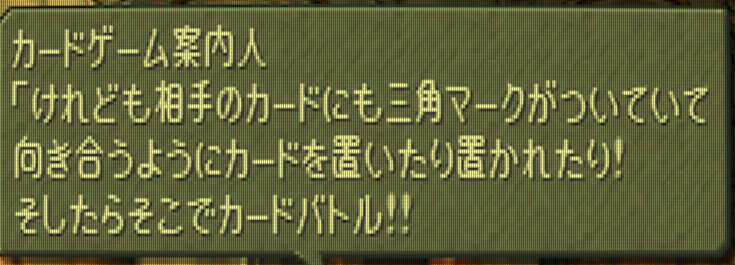 カードゲーム案内人
「けれども相手のカードにも三角マークがついていて
向き合うようにカードを置いたり置かれたり!
そしたらそこでカードバトル!!